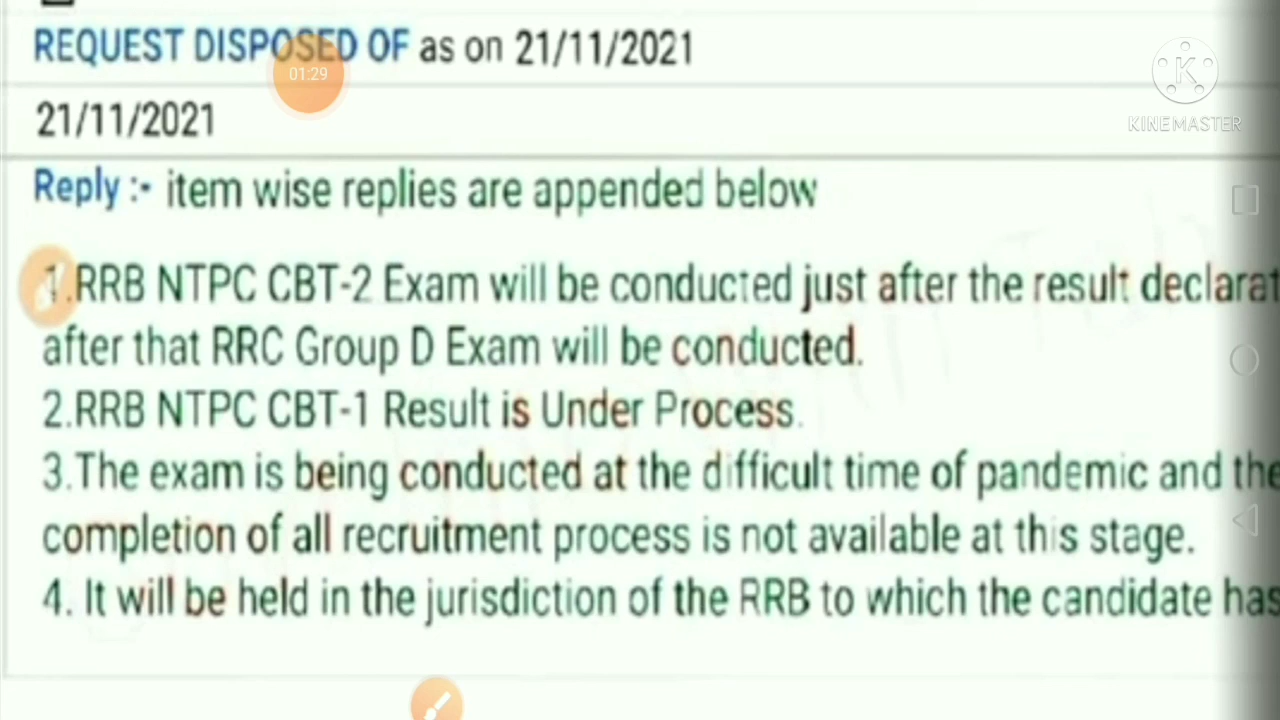 REQUEST DISPOSED OF as on 21/11/2021
01:29
K
KINEMASTER
21/11/2021
Reply :- item wise replies are appended below
1.RRB NTPC CBT-2 Exam will be conducted just after the result declarat
after that RRC Group D Exam will be conducted.
2.RRB NTPC CBT-1 Result is Under Process.
3.The exam is being conducted at the difficult time of pandemic and the
completion of all recruitment process is not available at this stage.
4. It will be held in the jurisdiction of the RRB to which the candidate has